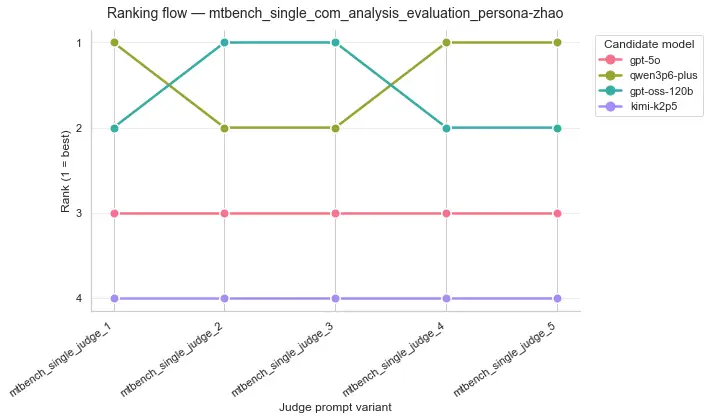 Ranking flow — mtbench_single_com_analysis_evaluation_persona-zhao
Candidate model
gpt-5o
qwen3p6-plus
gpt-oss-120b
kimi-k2p5
Rank (1 = best)
1
2
3
4
mtbench_single_judge_1
mtbench_single_judge_2
mtbench_single_judge_3
mtbench_single_judge_4
mtbench_single_judge_5
Judge prompt variant